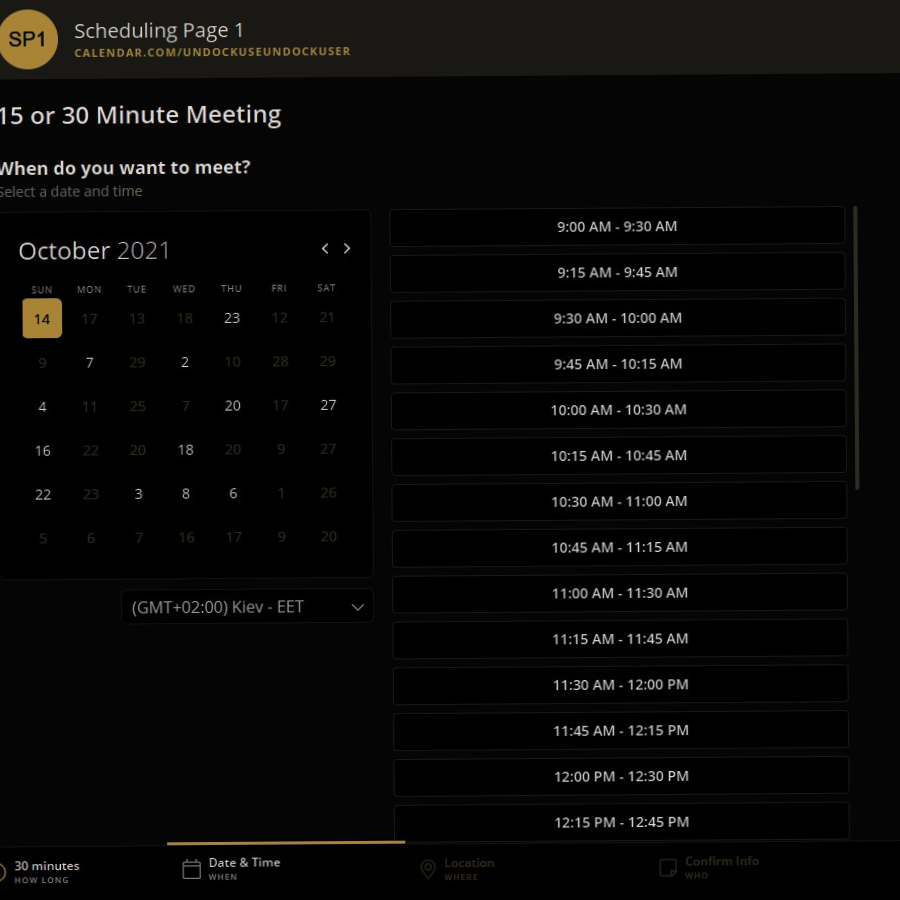 SP1
Scheduling Page 1
CALENDAR.COM/UNDOCKUSEUNDOCKUSER
15 or 30 Minute Meeting
When do you want to meet?
Select a date and time
October 2021
SUN MON TUE WED THU FRI SAT
14 17 13 18 23 12 21
9 7 29 2 10 28 29
4 11 25 7 20 17 27
16 22 20 18 20 9 27
22 23 3 8 6 1 26
5 6 7 16 17 9 20
(GMT+02:00) Kiev - EET
9:00 AM - 9:30 AM
9:15 AM - 9:45 AM
9:30 AM - 10:00 AM
9:45 AM - 10:15 AM
10:00 AM - 10:30 AM
10:15 AM - 10:45 AM
10:30 AM - 11:00 AM
10:45 AM - 11:15 AM
11:00 AM - 11:30 AM
11:15 AM - 11:45 AM
11:30 AM - 12:00 PM
11:45 AM - 12:15 PM
12:00 PM - 12:30 PM
12:15 PM - 12:45 PM
30 minutes
HOW LONG
Date & Time
WHEN
Location
WHERE
Confirm Info
WHO